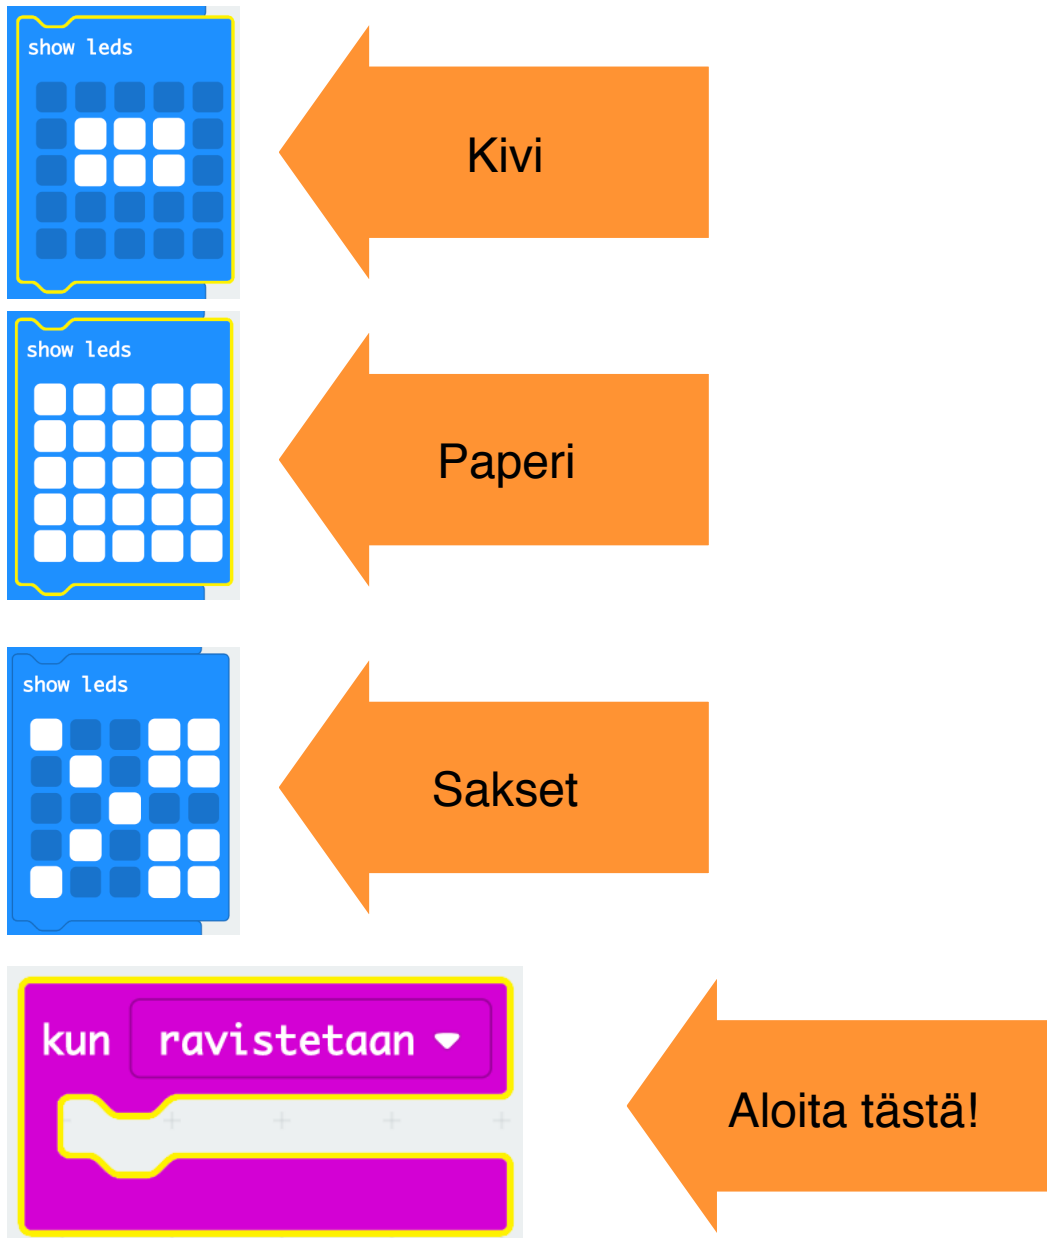 show leds
Kivi
show leds
Paperi
show leds
Sakset
kun ravistetaan
Aloita tästä!